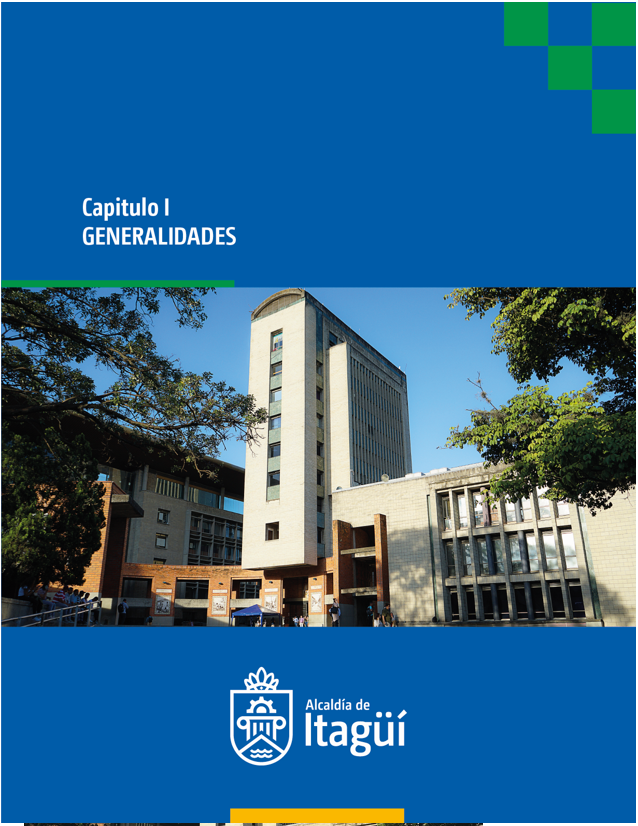 Capitulo I
GENERALIDADES
Alcaldía de
Itagüí